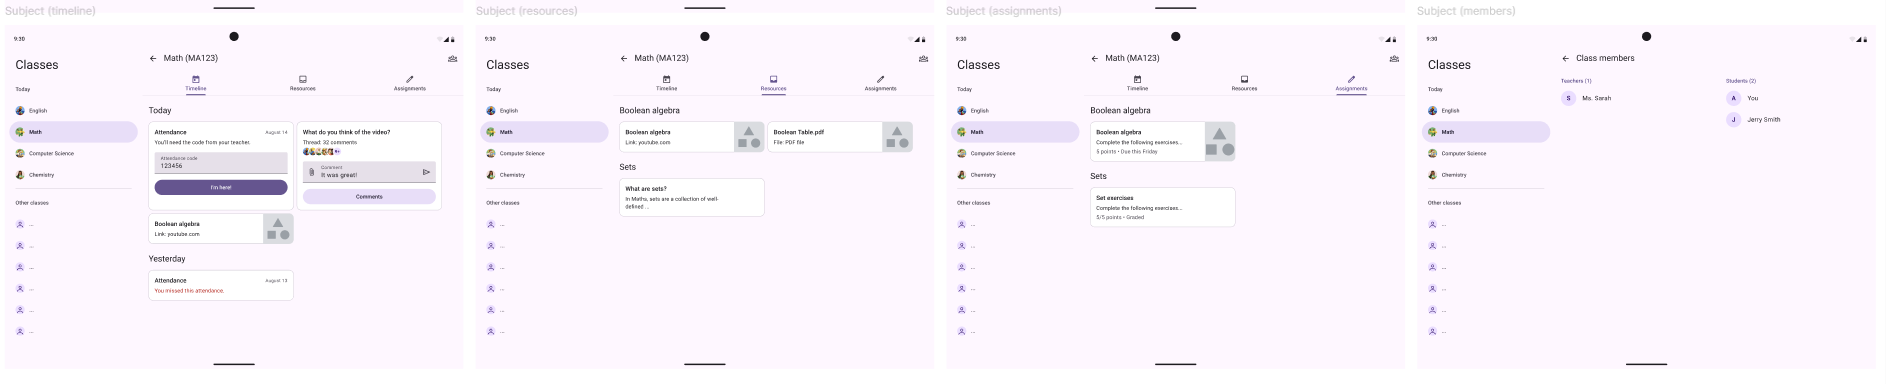 Subject (timeline)
9:30
Classes
Today
English
Math
Computer Science
Chemistry
Other classes
...
...
...
...
...
...
Math (MA123)
Timeline
Resources
Assignments
Today
Attendance
August 14
You'll need the code from your teacher.
Attendance code
123456
I'm here!
What do you think of the video?
Thread: 32 comments
9+
Comment
It was great!
Comments
Boolean algebra
Link: youtube.com
Yesterday
Attendance
August 13
You missed this attendance.
Subject (resources)
9:30
Classes
Today
English
Math
Computer Science
Chemistry
Other classes
...
...
...
...
...
...
Math (MA123)
Timeline
Resources
Assignments
Boolean algebra
Boolean algebra
Link: youtube.com
Boolean Table.pdf
File: PDF file
Sets
What are sets?
In Maths, sets are a collection of well-
defined ...
Subject (assignments)
9:30
Classes
Today
English
Math
Computer Science
Chemistry
Other classes
...
...
...
...
...
...
Math (MA123)
Timeline
Resources
Assignments
Boolean algebra
Boolean algebra
Complete the following exercises...
5 points • Due this Friday
Sets
Set exercises
Complete the following exercises...
5/5 points • Graded
Subject (members)
9:30
Classes
Today
English
Math
Computer Science
Chemistry
Other classes
...
...
...
...
...
...
Class members
Teachers (1)
S
Ms. Sarah
Students (2)
A
You
J
Jerry Smith